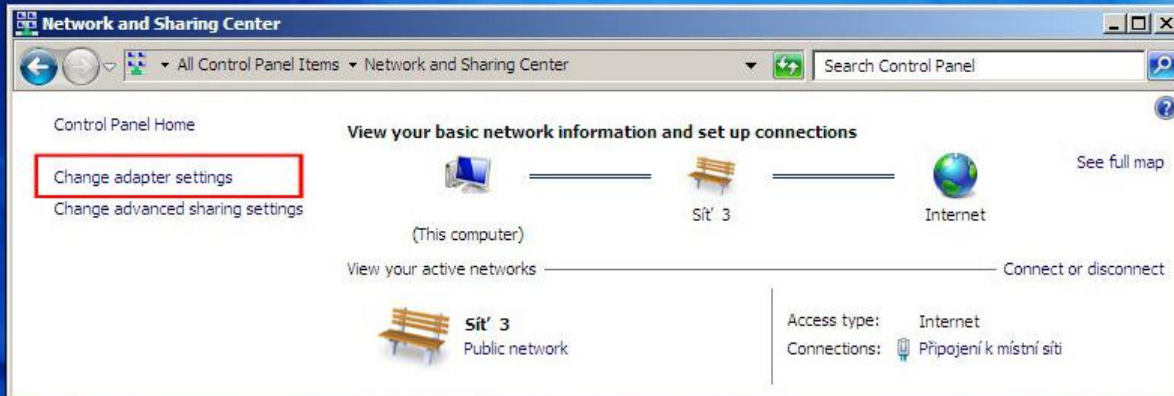 Network and Sharing Center
All Control Panel Items Network and Sharing Center Search Control Panel
Control Panel Home
View your basic network information and set up connections
Change adapter settings
See full map
Change advanced sharing settings
Síť 3
Internet
(This computer)
View your active networks
Connect or disconnect
Síť 3
Public network
Access type: Internet
Connections: Připojení k místní síti